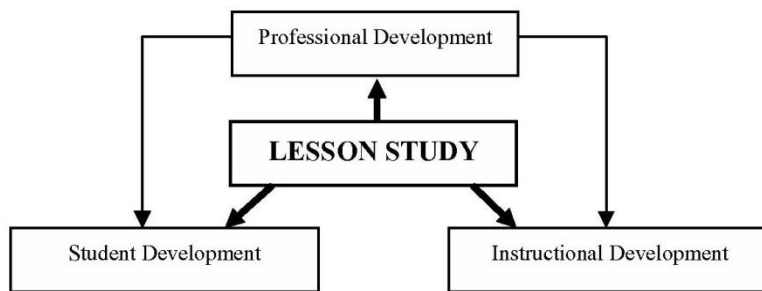 Professional Development
LESSON STUDY
Student Development
Instructional Development